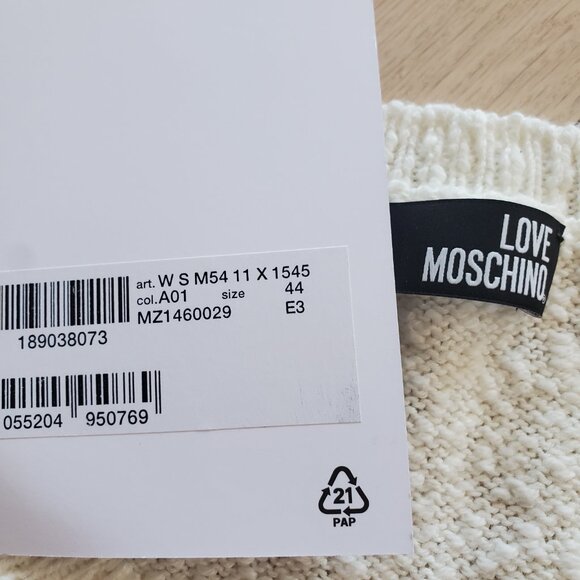 LOVE
MOSCHINO
art. W S M54 11 X 1545
col. A01 size 44
MZ1460029 E3
189038073
055204 950769
21
PAP